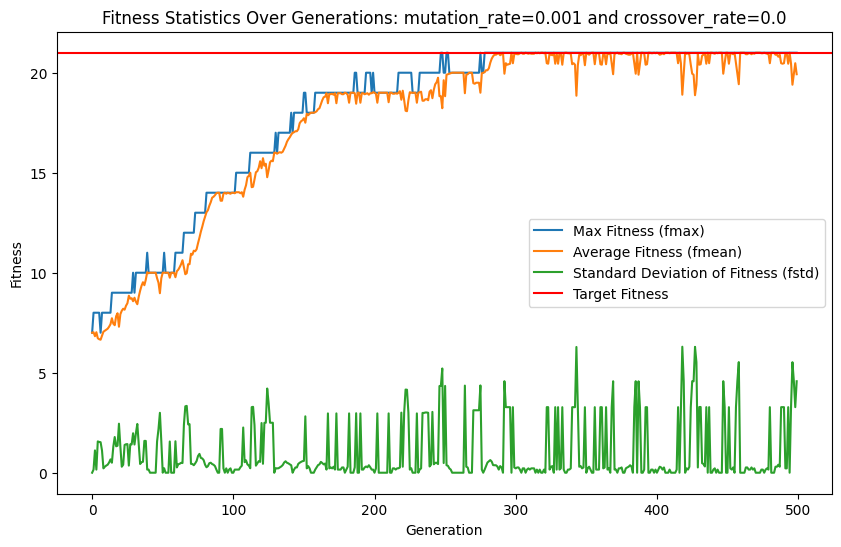 Fitness Statistics Over Generations: mutation_rate=0.001 and crossover_rate=0.0
20
15
10
5
0
Fitness
Max Fitness (fmax)
Average Fitness (fmean)
Standard Deviation of Fitness (fstd)
Target Fitness
0 100 200 300 400 500
Generation